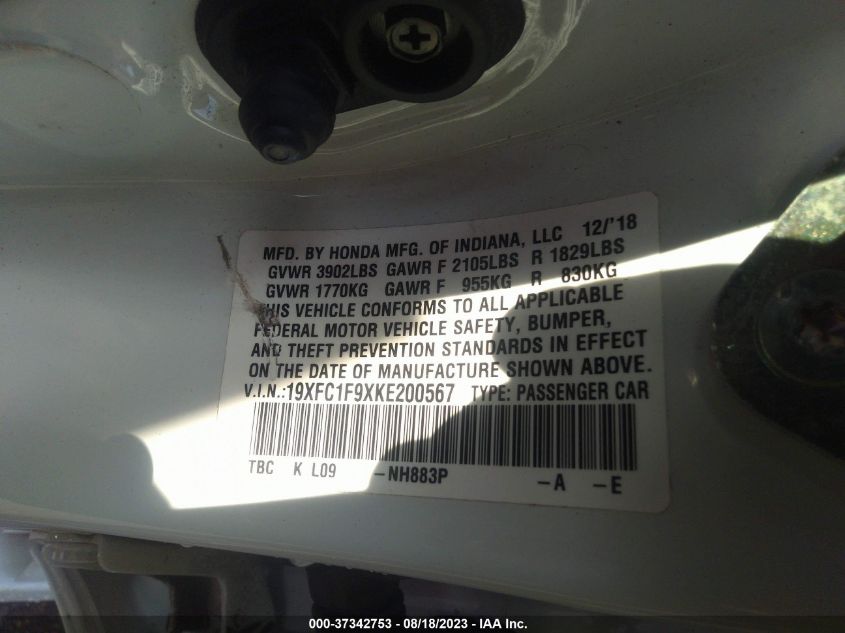 MFD. BY HONDA MFG. OF INDIANA, LLC 12/'18
GVWR 3902LBS GAWR F 2105LBS R 1829LBS
GVWR 1770KG GAWR F 955KG R 830KG
THIS VEHICLE CONFORMS TO ALL APPLICABLE
FEDERAL MOTOR VEHICLE SAFETY, BUMPER,
AND THEFT PREVENTION STANDARDS IN EFFECT
ON THE DATE OF MANUFACTURE SHOWN ABOVE.
V.I.N.:19XFC1F9XKE200567 TYPE: PASSENGER CAR
TBC K L09 -NH883P -A -E
000-37342753 - 08/18/2023 - IAA Inc.